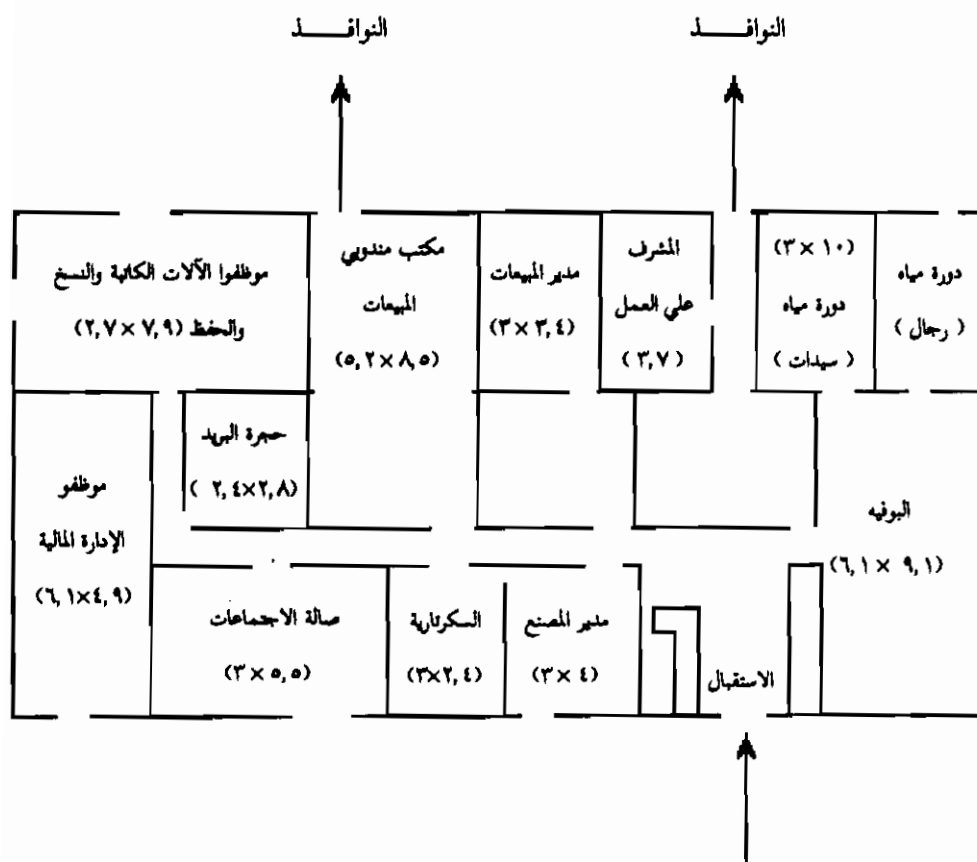 النوافــــــذ
النوافــــــذ
(٣ × ١٠)
دورة مياه
( سيدات )
دورة مياه
( رجال )
المشرف
علي العمل
( ٣,٧ )
مدير المبيعات
(٣ × ٣,٤)
مكتب مندوبي
المبيعات
(٥,٢ × ٨,٥)
موظفوا الآلات الكاتبة والنسخ
والحفظ (٢,٧ × ٧,٩)
حجرة البريد
( ٢,٤×٢,٨)
موظفو
الإدارة المالية
(٦,١×٤,٩)
البوفيه
(٦,١ × ٩,١)
الاستقبال
مدير المصنع
(٣ × ٤)
السكرتارية
(٣×٢,٤)
صالة الاجتماعات
(٣ × ٥,٥)